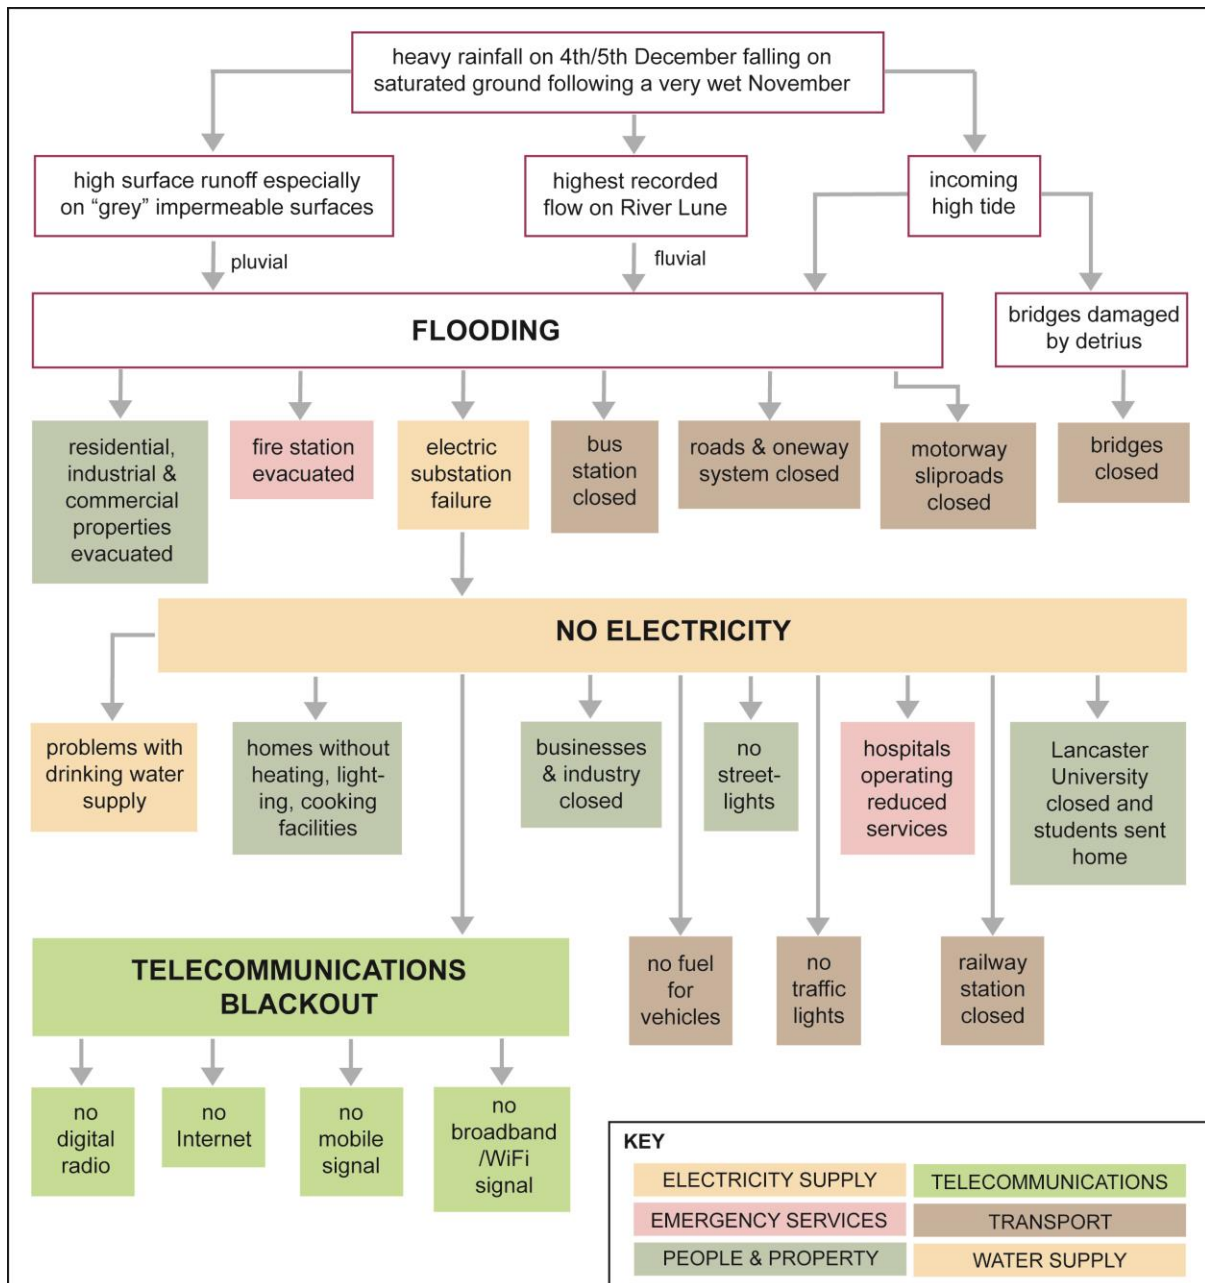 heavy rainfall on 4th/5th December falling on
saturated ground following a very wet November
high surface runoff especially
on “grey” impermeable surfaces
highest recorded
flow on River Lune
incoming
high tide
pluvial
fluvial
FLOODING
bridges damaged
by detrius
residential,
industrial &
commercial
properties
evacuated
fire station
evacuated
electric
substation
failure
bus
station
closed
roads & oneway
system closed
motorway
sliproads
closed
bridges
closed
NO ELECTRICITY
problems with
drinking water
supply
homes without
heating, light-
ing, cooking
facilities
businesses
& industry
closed
no
street-
lights
hospitals
operating
reduced
services
Lancaster
University
closed and
students sent
home
TELECOMMUNICATIONS
BLACKOUT
no fuel
for
vehicles
no
traffic
lights
railway
station
closed
no
digital
radio
no
Internet
no
mobile
signal
no
broadband
/WiFi
signal
KEY
ELECTRICITY SUPPLY
TELECOMMUNICATIONS
EMERGENCY SERVICES
TRANSPORT
PEOPLE & PROPERTY
WATER SUPPLY